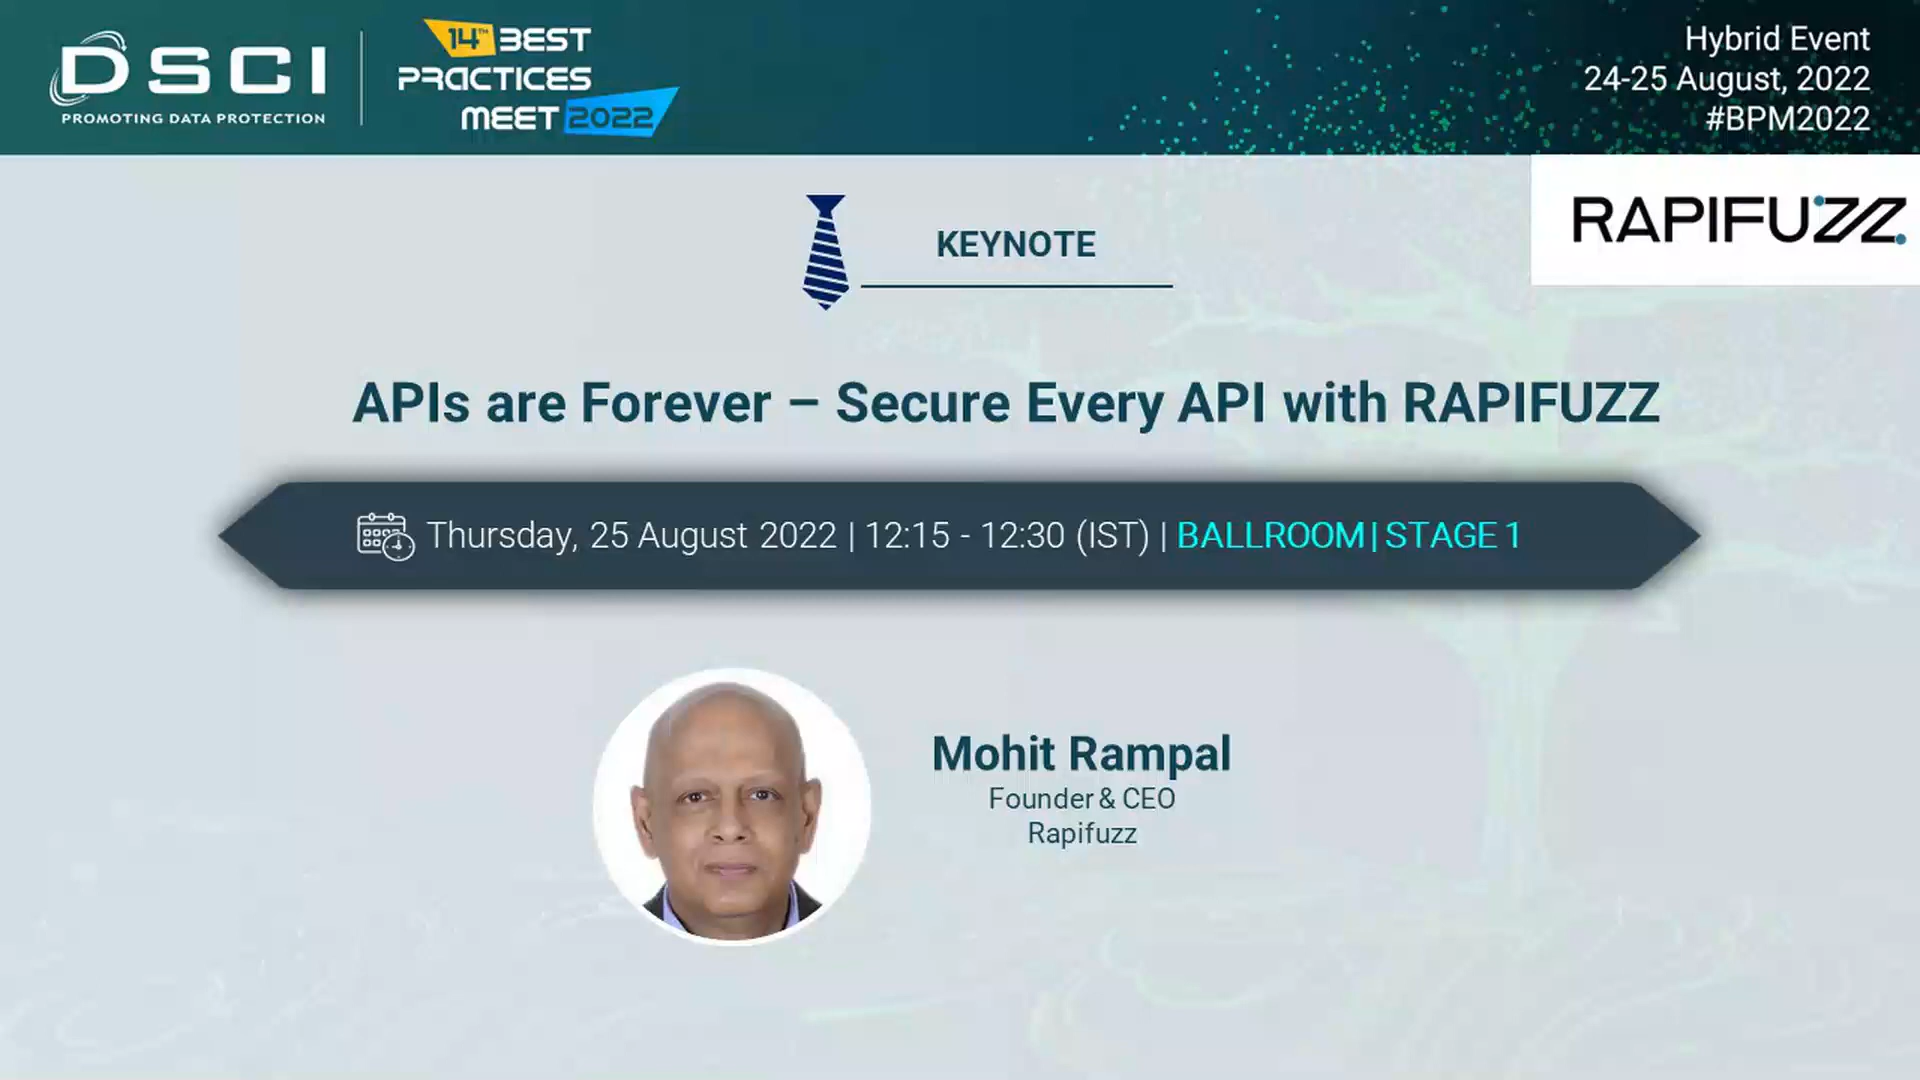 DSCI
PROMOTING DATA PROTECTION
14TH BEST
PRACTICES
MEET 2022
Hybrid Event
24-25 August, 2022
#BPM2022
RAPIFUZZ
KEYNOTE
APIs are Forever – Secure Every API with RAPIFUZZ
Thursday, 25 August 2022 | 12:15 - 12:30 (IST) | BALLROOM | STAGE 1
Mohit Rampal
Founder & CEO
Rapifuzz